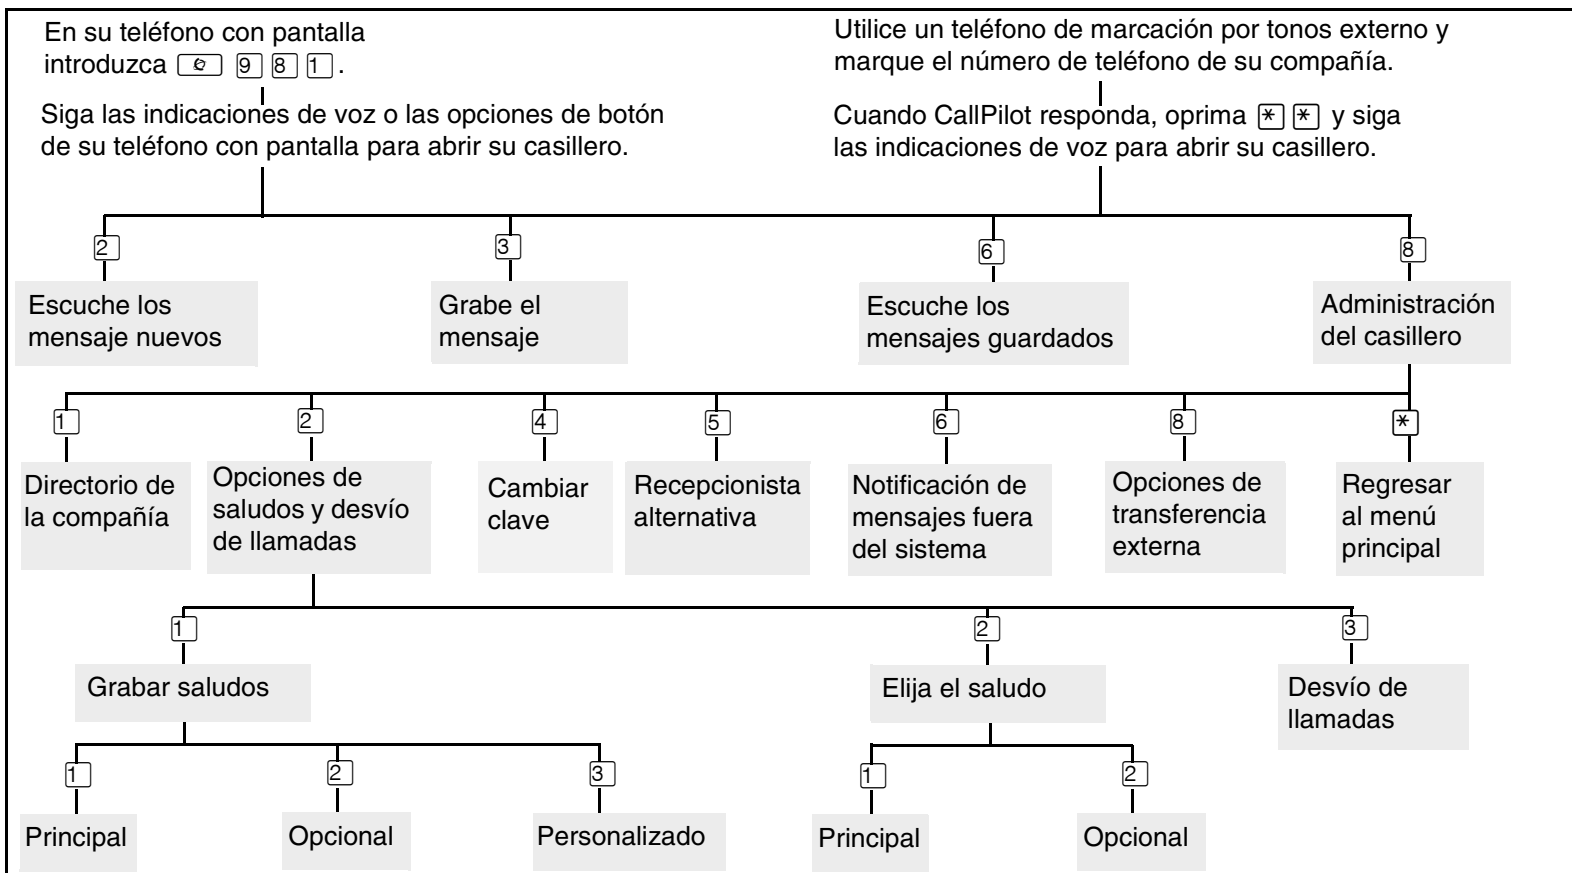 En su teléfono con pantalla
introduzca 9 8 1 .
Siga las indicaciones de voz o las opciones de botón
de su teléfono con pantalla para abrir su casillero.
Utilice un teléfono de marcación por tonos externo y
marque el número de teléfono de su compañía.
Cuando CallPilot responda, oprima * * y siga
las indicaciones de voz para abrir su casillero.
2
Escuche los
mensaje nuevos
3
Grabe el
mensaje
6
Escuche los
mensajes guardados
8
Administración
del casillero
1
Directorio de
la compañía
2
Opciones de
saludos y desvío
de llamadas
4
Cambiar
clave
5
Recepcionista
alternativa
6
Notificación de
mensajes fuera
del sistema
8
Opciones de
transferencia
externa
*
Regresar
al menú
principal
1
Grabar saludos
2
Elija el saludo
3
Desvío de
llamadas
1
Principal
2
Opcional
3
Personalizado
1
Principal
2
Opcional